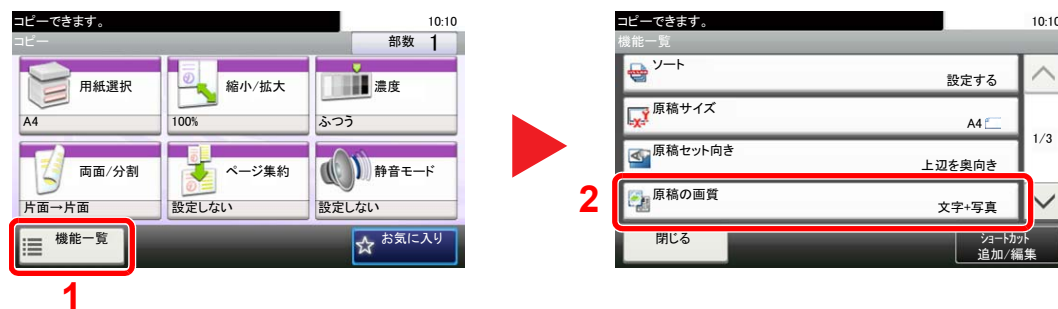 コピーできます。 10:10
コピー 部数 1
用紙選択 縮小/拡大 濃度
A4 100% ふつう
両面/分割 ページ集約 静音モード
片面→片面 設定しない 設定しない
機能一覧 お気に入り
1
コピーできます。 10:10
機能一覧
ソート
設定する
原稿サイズ
A4
1/3
原稿セット向き
上辺を奥向き
2
原稿の画質
文字+写真
閉じる
ショートカット
追加/編集